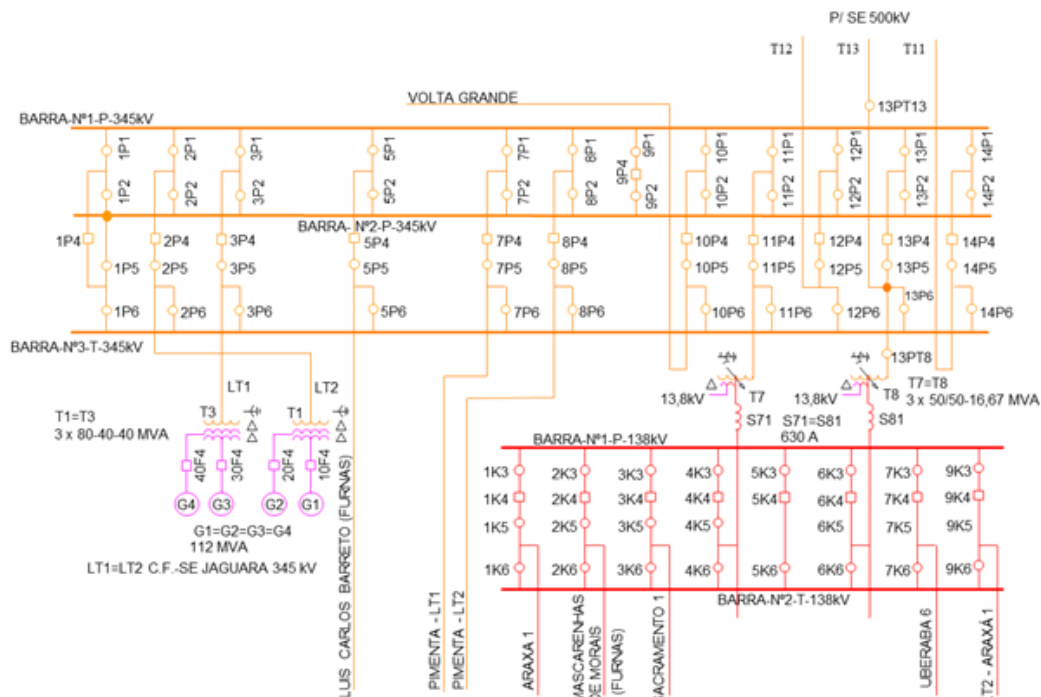 P/ SE 500kV
T12
T13
T11
VOLTA GRANDE
13PT13
BARRA-Nº1-P-345kV
1P1
2P1
3P1
5P1
7P1
8P1
9P1
10P1
11P1
12P1
13P1
14P1
9P4
1P2
2P2
3P2
5P2
7P2
8P2
9P2
10P2
11P2
12P2
13P2
14P2
BARRA- Nº2-P-345kV
1P4
2P4
3P4
5P4
7P4
8P4
10P4
11P4
12P4
13P4
14P4
1P5
2P5
3P5
5P5
7P5
8P5
10P5
11P5
12P5
13P5
14P5
1P6
2P6
3P6
5P6
7P6
8P6
10P6
11P6
12P6
13P6
14P6
BARRA-Nº3-T-345kV
13PT8
LT1
LT2
T1=T3
3 x 80-40-40 MVA
T3
T1
13,8kV
T7
13,8kV
T8
T7=T8
3 x 50/50-16,67 MVA
S71
S71=S81
630 A
S81
40F4
30F4
20F4
10F4
G4
G3
G2
G1
G1=G2=G3=G4
112 MVA
LT1=LT2 C.F.-SE JAGUARA 345 kV
BARRA-Nº1-P-138kV
1K3
2K3
3K3
4K3
5K3
6K3
7K3
9K3
1K4
2K4
3K4
4K4
5K4
6K4
7K4
9K4
1K5
2K5
3K5
4K5
6K5
7K5
9K5
1K6
2K6
3K6
4K6
5K6
6K6
7K6
9K6
BARRA-Nº2-T-138kV
LUIS CARLOS BARRETO (FURNAS)
PIMENTA - LT1
PIMENTA - LT2
ARAXA 1
MASCARENHAS
DE MORAIS
(FURNAS)
SACRAMENTO 1
UBERABA 6
LT2 - ARAXÁ 1